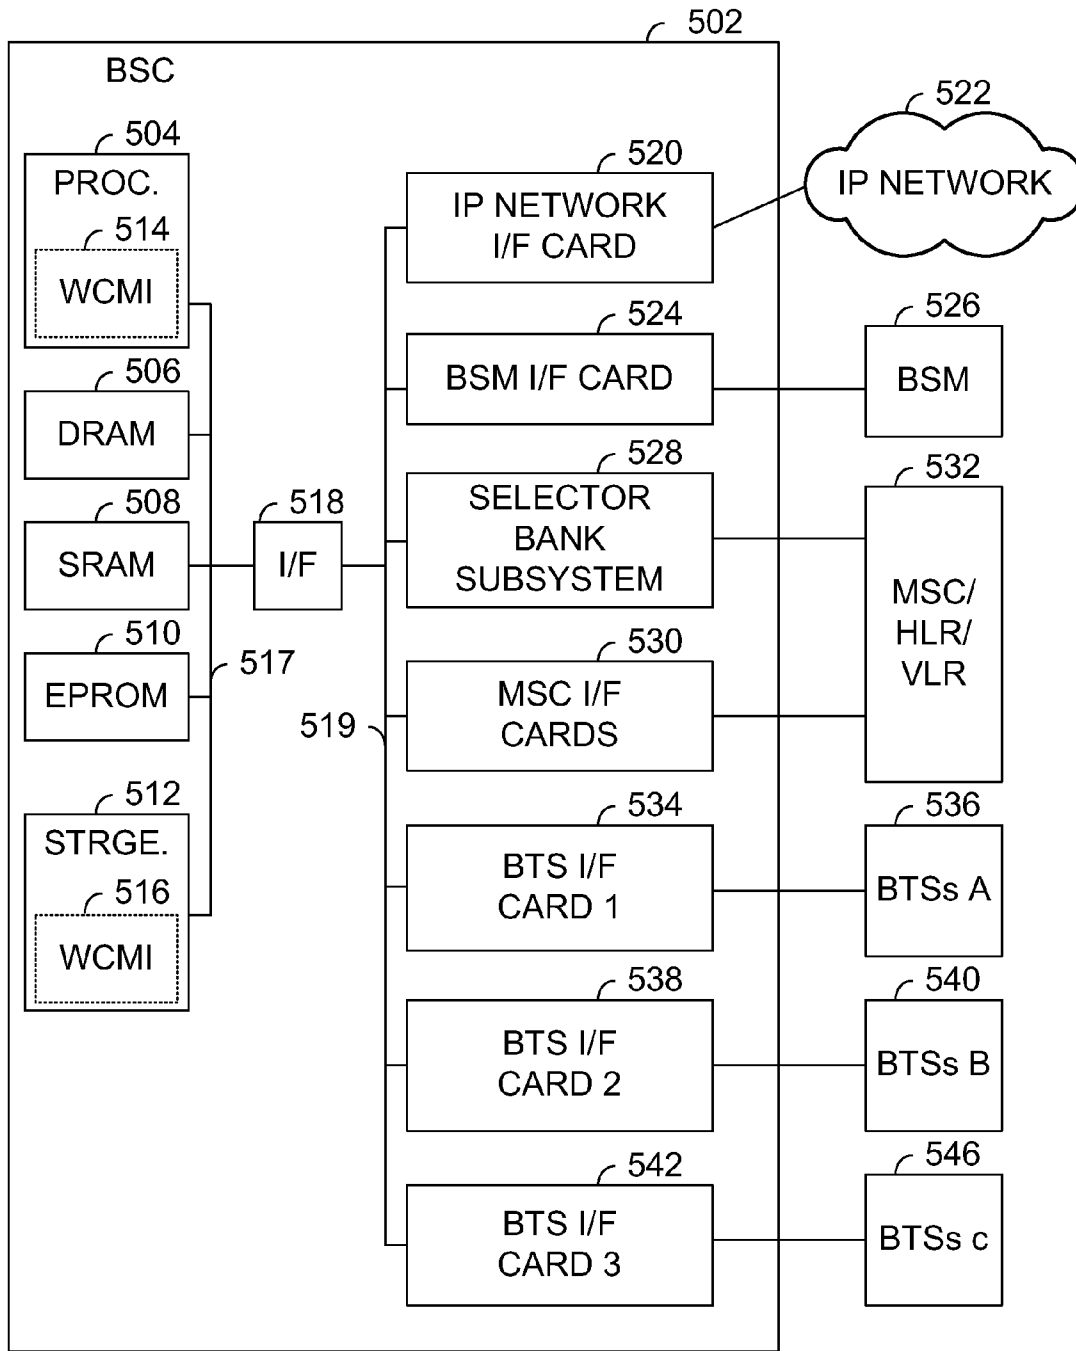 502
BSC
504
PROC.
514
WCMI
506
DRAM
508
SRAM
510
EPROM
517
512
STRGE.
516
WCMI
518
I/F
519
520
IP NETWORK
I/F CARD
522
IP NETWORK
524
BSM I/F CARD
526
BSM
528
SELECTOR
BANK
SUBSYSTEM
532
MSC/
HLR/
VLR
530
MSC I/F
CARDS
534
BTS I/F
CARD 1
536
BTSs A
538
BTS I/F
CARD 2
540
BTSs B
542
BTS I/F
CARD 3
546
BTSs c